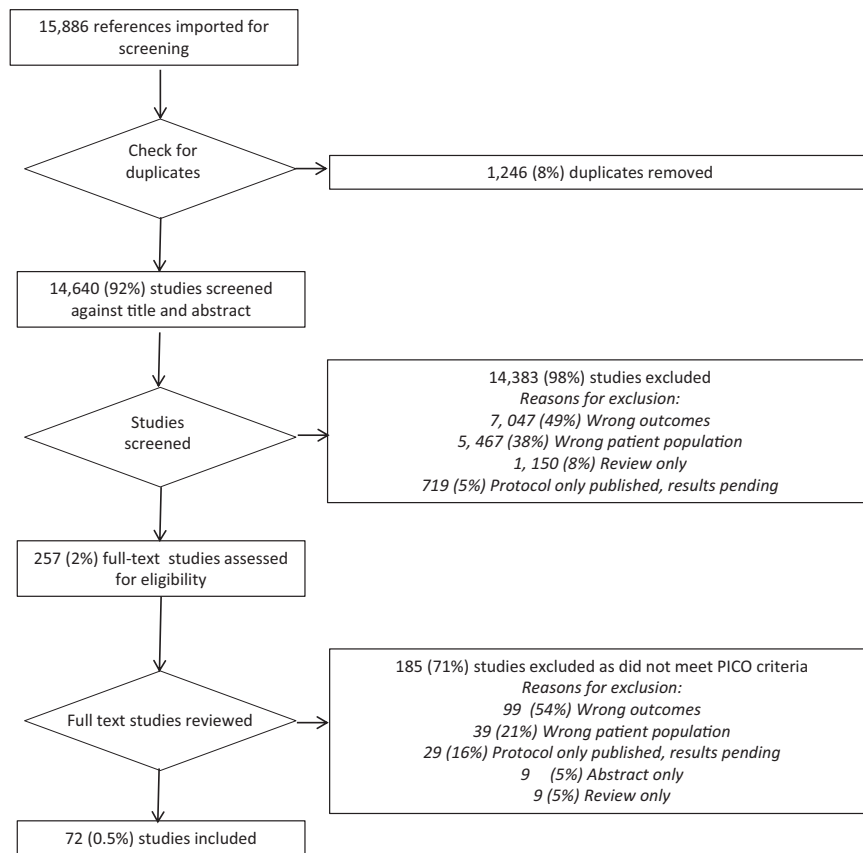 15,886 references imported for
screening
Check for
duplicates
1,246 (8%) duplicates removed
14,640 (92%) studies screened
against title and abstract
Studies
screened
14,383 (98%) studies excluded
Reasons for exclusion:
7, 047 (49%) Wrong outcomes
5, 467 (38%) Wrong patient population
1, 150 (8%) Review only
719 (5%) Protocol only published, results pending
257 (2%) full-text studies assessed
for eligibility
Full text studies reviewed
185 (71%) studies excluded as did not meet PICO criteria
Reasons for exclusion:
99 (54%) Wrong outcomes
39 (21%) Wrong patient population
29 (16%) Protocol only published, results pending
9 (5%) Abstract only
9 (5%) Review only
72 (0.5%) studies included